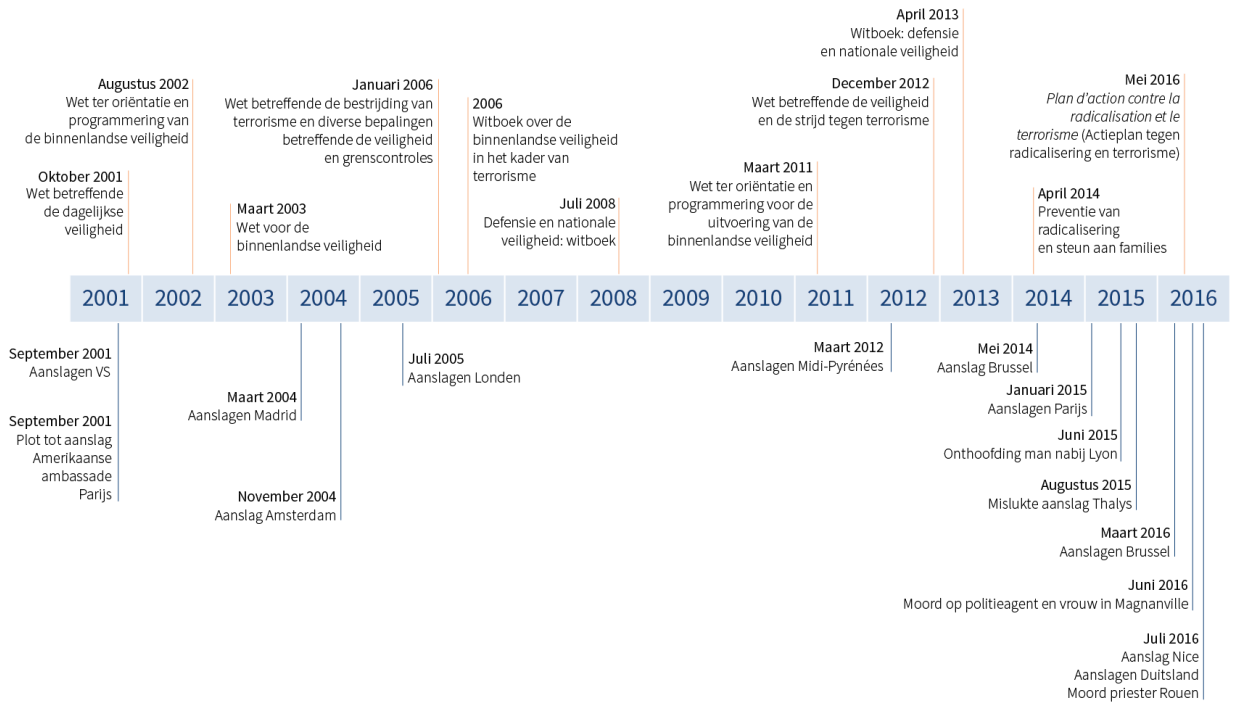 April 2013
Witboek: defensie
en nationale veiligheid
Augustus 2002
Wet ter oriëntatie en
programmering van
de binnenlandse veiligheid
Januari 2006
Wet betreffende de bestrijding van
terrorisme en diverse bepalingen
betreffende de veiligheid
en grenscontroles
2006
Witboek over de
binnenlandse veiligheid
in het kader van
terrorisme
December 2012
Wet betreffende de veiligheid
en de strijd tegen terrorisme
Mei 2016
Plan d’action contre la
radicalisation et le
terrorisme (Actieplan tegen
radicalisering en terrorisme)
Oktober 2001
Wet betreffende
de dagelijkse
veiligheid
Maart 2003
Wet voor de
binnenlandse veiligheid
Juli 2008
Defensie en nationale
veiligheid: witboek
Maart 2011
Wet ter oriëntatie en
programmering voor de
uitvoering van de
binnenlandse veiligheid
April 2014
Preventie van
radicalisering
en steun aan families
2001 2002 2003 2004 2005 2006 2007 2008 2009 2010 2011 2012 2013 2014 2015 2016
September 2001
Aanslagen VS
September 2001
Plot tot aanslag
Amerikaanse
ambassade
Parijs
Maart 2004
Aanslagen Madrid
November 2004
Aanslag Amsterdam
Juli 2005
Aanslagen Londen
Maart 2012
Aanslagen Midi-Pyrénées
Mei 2014
Aanslag Brussel
Januari 2015
Aanslagen Parijs
Juni 2015
Onthoofding man nabij Lyon
Augustus 2015
Mislukte aanslag Thalys
Maart 2016
Aanslagen Brussel
Juni 2016
Moord op politieagent en vrouw in Magnanville
Juli 2016
Aanslag Nice
Aanslagen Duitsland
Moord priester Rouen